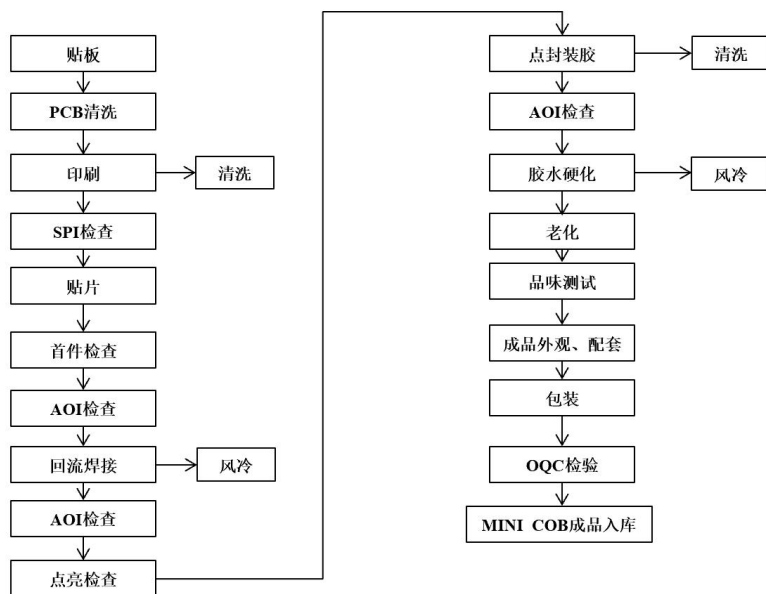 贴板
PCB清洗
印刷
清洗
SPI检查
贴片
首件检查
AOI检查
回流焊接
风冷
AOI检查
点亮检查
点封装胶
清洗
AOI检查
胶水硬化
风冷
老化
品味测试
成品外观、配套
包装
OQC检验
MINI COB成品入库